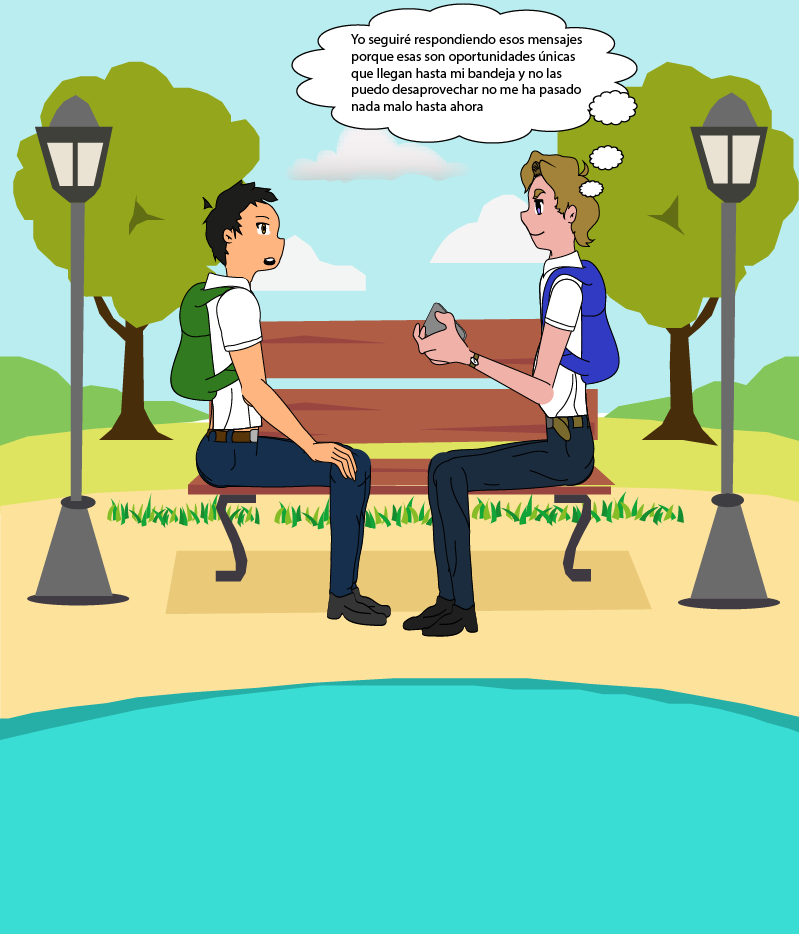 Yo seguiré respondiendo esos mensajes
porque esas son oportunidades únicas
que llegan hasta mi bandeja y no las
puedo desaprovechar no me ha pasado
nada malo hasta ahora